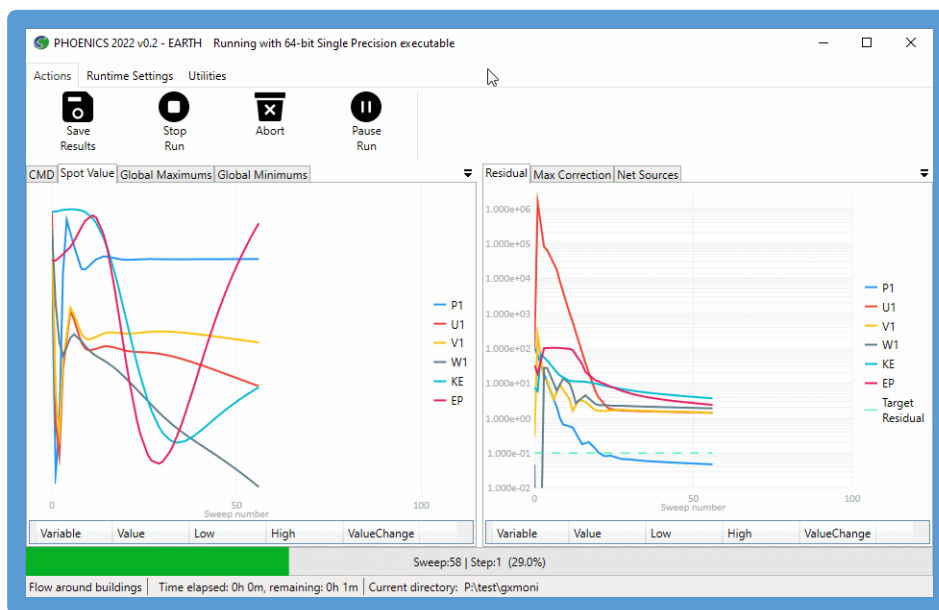 PHOENICS 2022 v0.2 - EARTH Running with 64-bit Single Precision executable
Actions Runtime Settings Utilities
Save Results
Stop Run
Abort
Pause Run
CMD Spot Value Global Maximums Global Minimums
P1
U1
V1
W1
KE
EP
0 50 100
Sweep number
Variable Value Low High ValueChange
Residual Max Correction Net Sources
1.000e+06
1.000e+05
1.000e+04
1.000e+03
1.000e+02
1.000e+01
1.000e+00
1.000e-01
1.000e-02
P1
U1
V1
W1
KE
EP
Target
Residual
0 50 100
Sweep number
Variable Value Low High ValueChange
Sweep:58 | Step:1 (29.0%)
Flow around buildings Time elapsed: 0h 0m, remaining: 0h 1m Current directory: P:\test\gxmoni